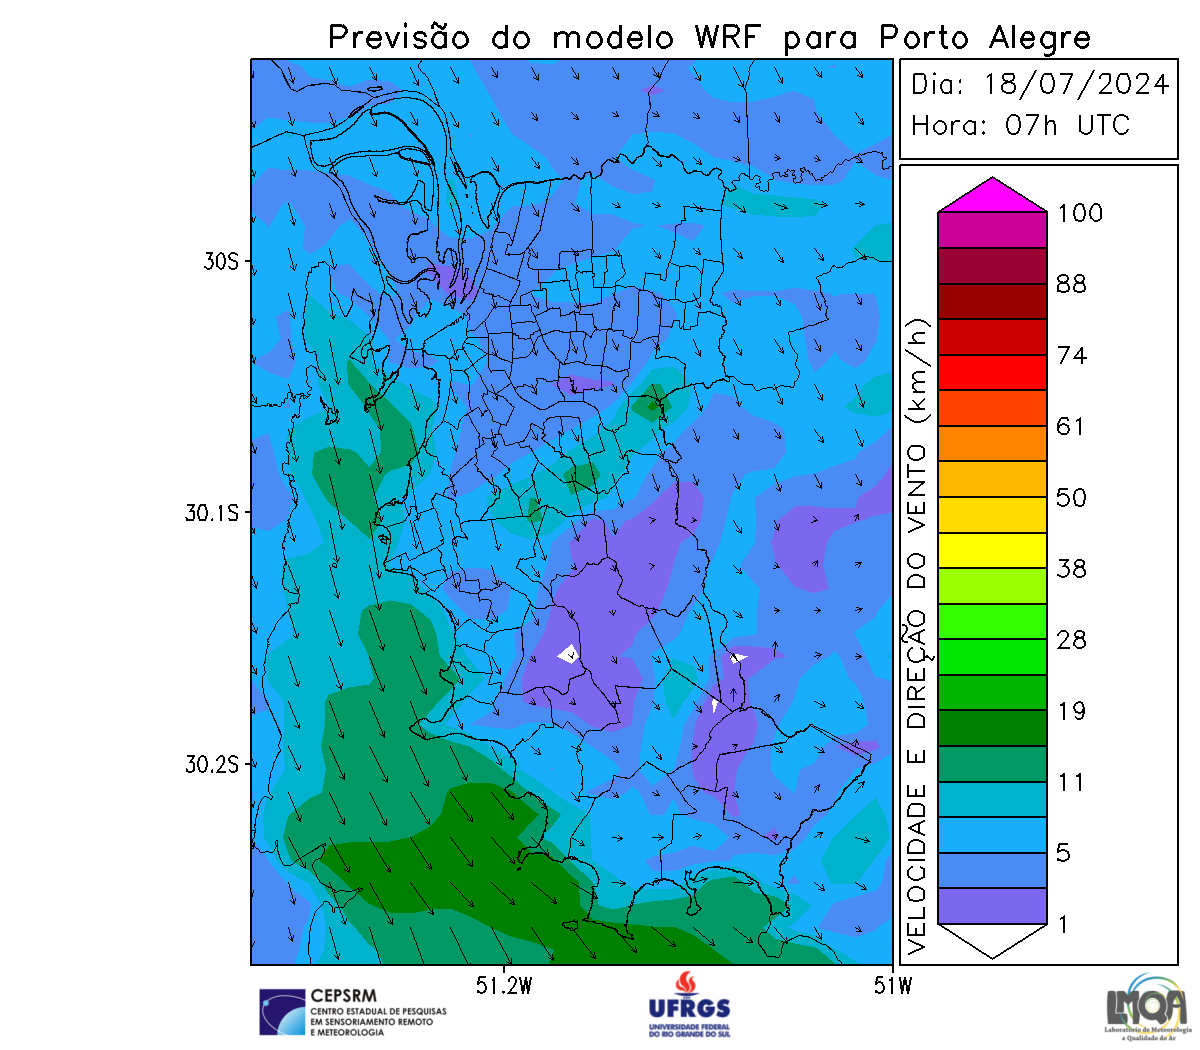 Previsão do modelo WRF para Porto Alegre
Dia: 18/07/2024
Hora: 07h UTC
30S
30.1S
30.2S
51.2W
51W
VELOCIDADE E DIREÇÃO DO VENTO (km/h)
100
88
74
61
50
38
28
19
11
5
1
CEPSRM
CENTRO ESTADUAL DE PESQUISAS
EM SENSORIAMENTO REMOTO
E METEOROLOGIA
UFRGS
UNIVERSIDADE FEDERAL
DO RIO GRANDE DO SUL
LMQA
Laboratório de Meteorologia
e Qualidade do Ar